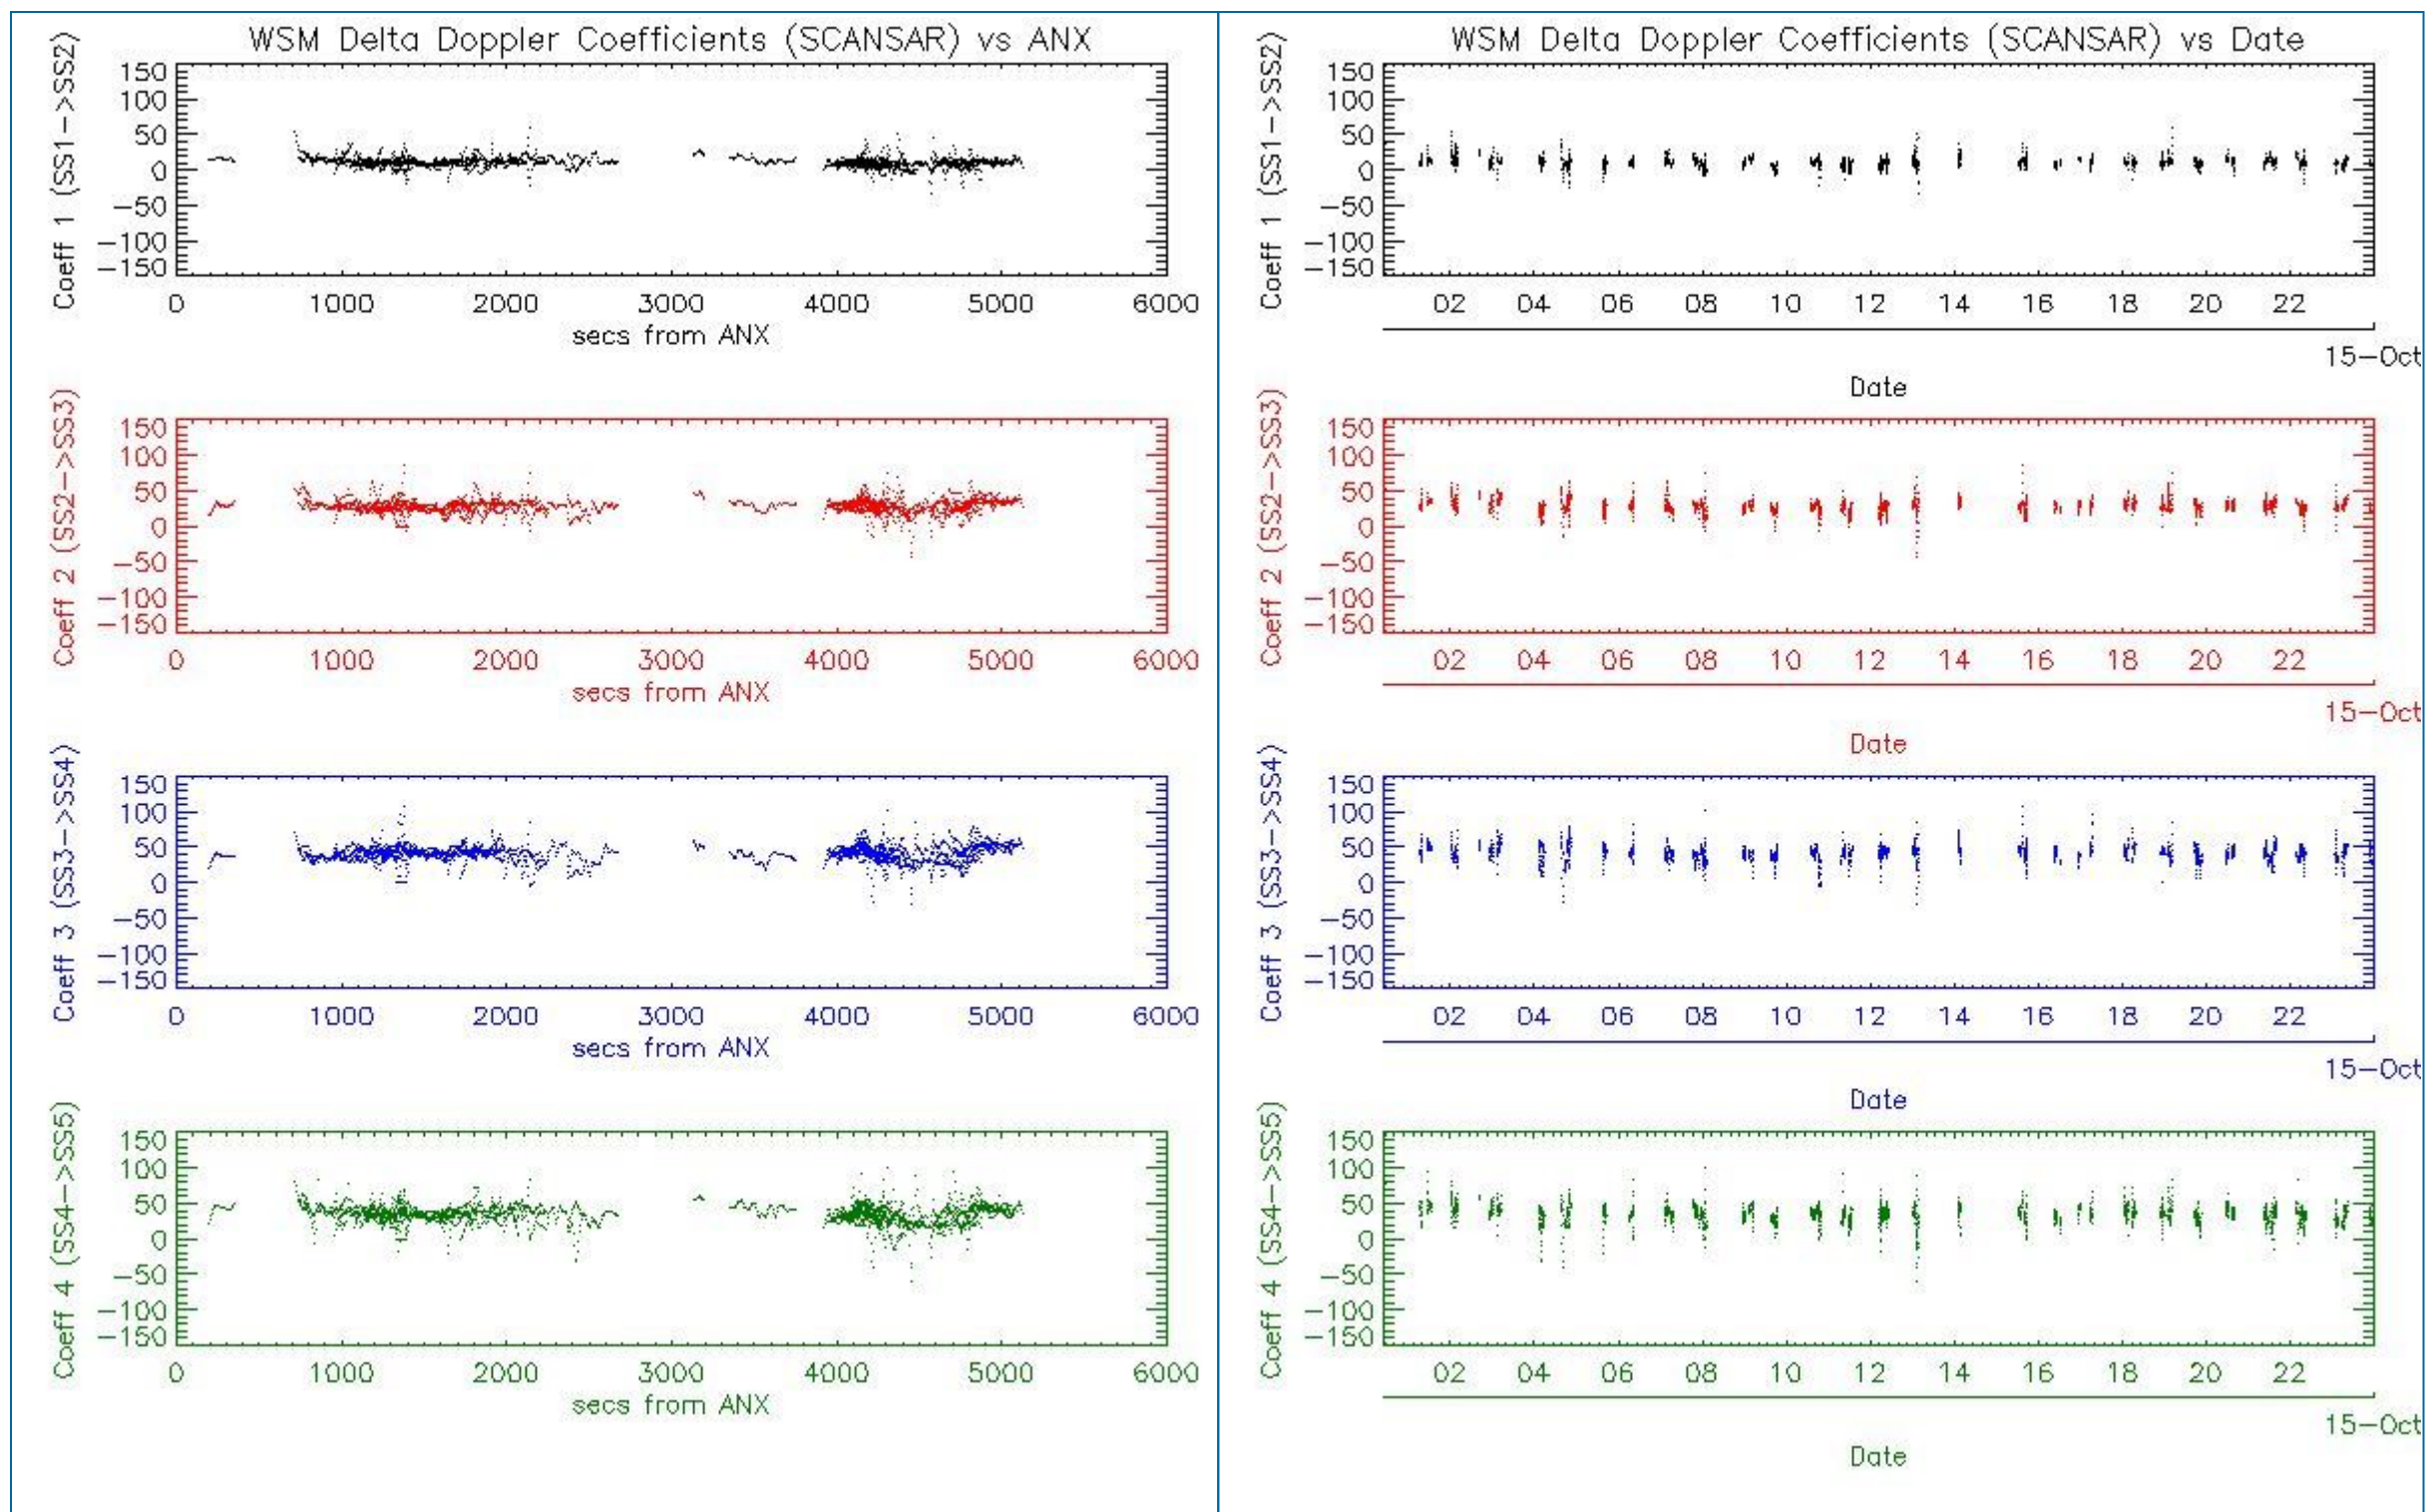 WSM Delta Doppler Coefficients (SCANSAR) vs ANX
Coeff 1 (SS1->SS2)
150
100
50
0
-50
-100
-150
0 1000 2000 3000 4000 5000 6000
secs from ANX
Coeff 2 (SS2->SS3)
150
100
50
0
-50
-100
-150
0 1000 2000 3000 4000 5000 6000
secs from ANX
Coeff 3 (SS3->SS4)
150
100
50
0
-50
-100
-150
0 1000 2000 3000 4000 5000 6000
secs from ANX
Coeff 4 (SS4->SS5)
150
100
50
0
-50
-100
-150
0 1000 2000 3000 4000 5000 6000
secs from ANX
WSM Delta Doppler Coefficients (SCANSAR) vs Date
Coeff 1 (SS1->SS2)
150
100
50
0
-50
-100
-150
02 04 06 08 10 12 14 16 18 20 22
15-Oct
Date
Coeff 2 (SS2->SS3)
150
100
50
0
-50
-100
-150
02 04 06 08 10 12 14 16 18 20 22
15-Oct
Date
Coeff 3 (SS3->SS4)
150
100
50
0
-50
-100
-150
02 04 06 08 10 12 14 16 18 20 22
15-Oct
Date
Coeff 4 (SS4->SS5)
150
100
50
0
-50
-100
-150
02 04 06 08 10 12 14 16 18 20 22
15-Oct
Date